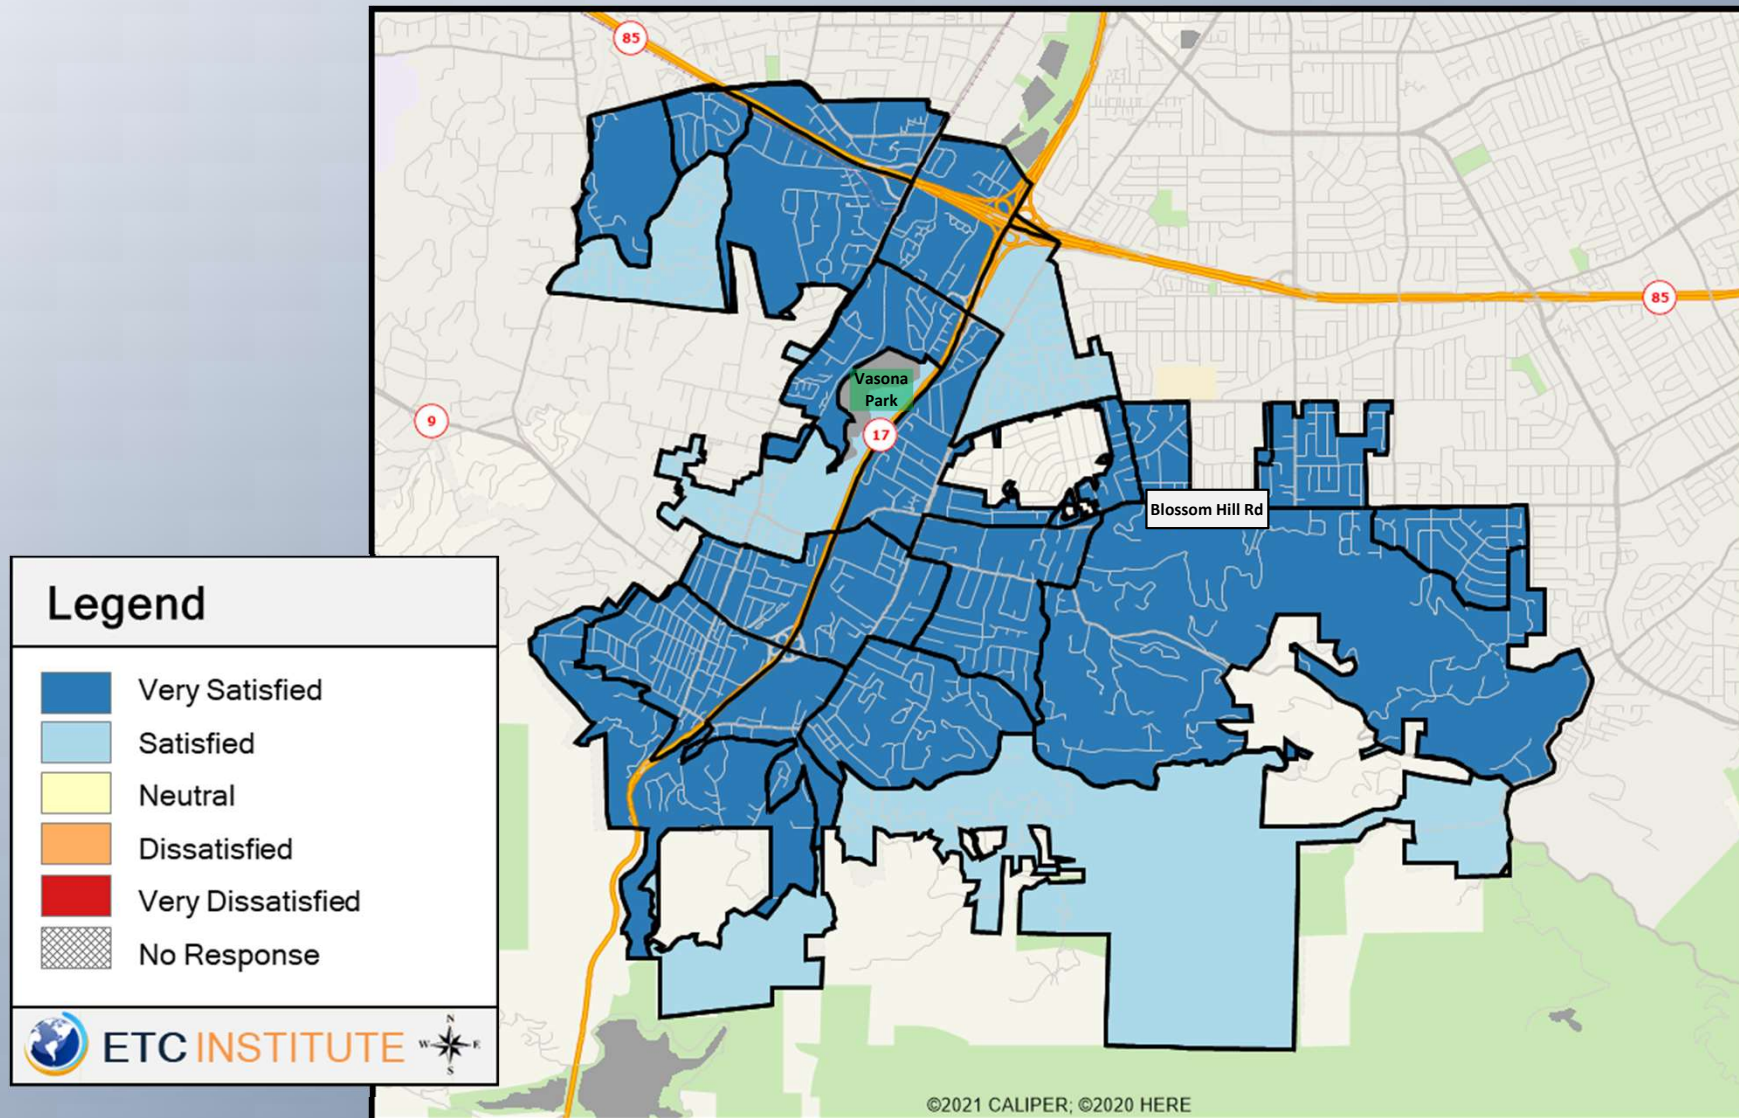 85
85
9
Vasona
Park
17
Blossom Hill Rd
Legend
Very Satisfied
Satisfied
Neutral
Dissatisfied
Very Dissatisfied
No Response
ETC INSTITUTE
N
W E
S
©2021 CALIPER; ©2020 HERE